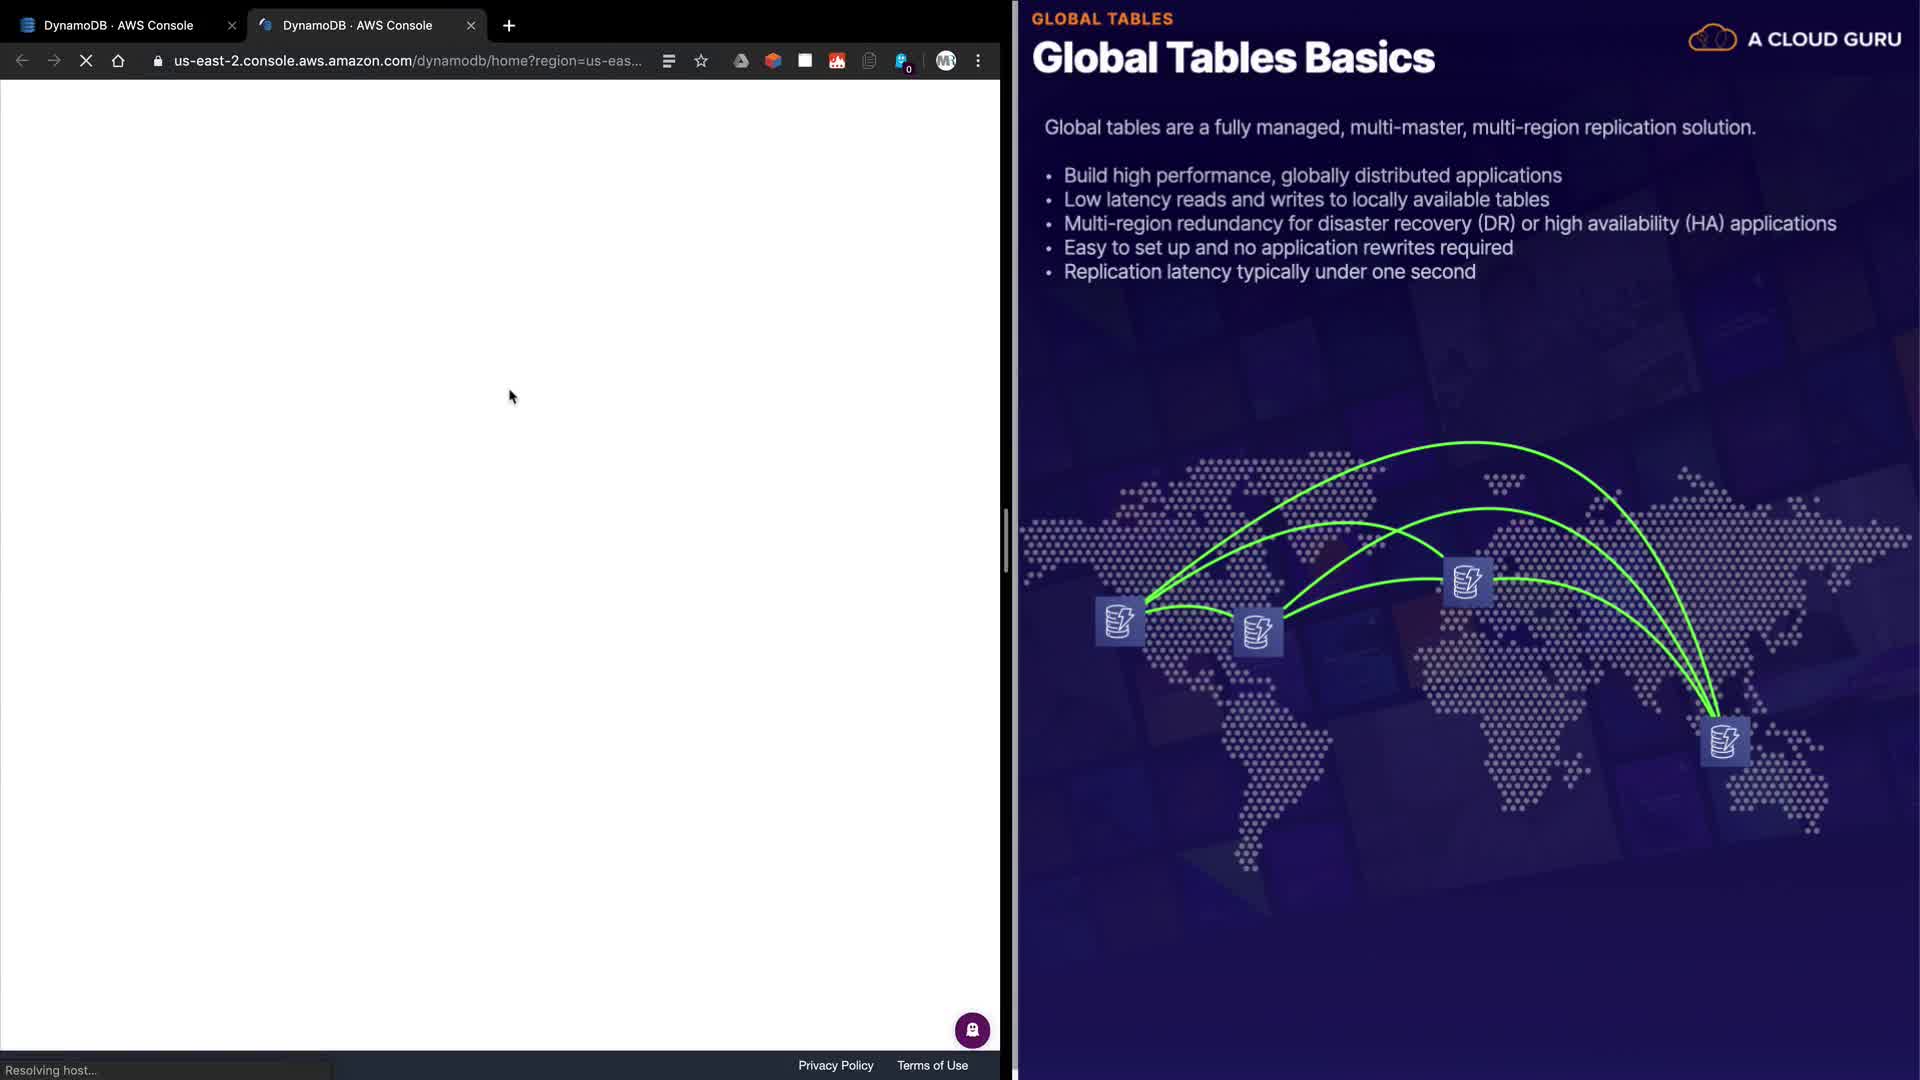 DynamoDB · AWS Console
DynamoDB · AWS Console
us-east-2.console.aws.amazon.com/dynamodb/home?region=us-eas...
0
Resolving host...
Privacy Policy
Terms of Use
GLOBAL TABLES
Global Tables Basics
A CLOUD GURU
Global tables are a fully managed, multi-master, multi-region replication solution.
• Build high performance, globally distributed applications
• Low latency reads and writes to locally available tables
• Multi-region redundancy for disaster recovery (DR) or high availability (HA) applications
• Easy to set up and no application rewrites required
• Replication latency typically under one second